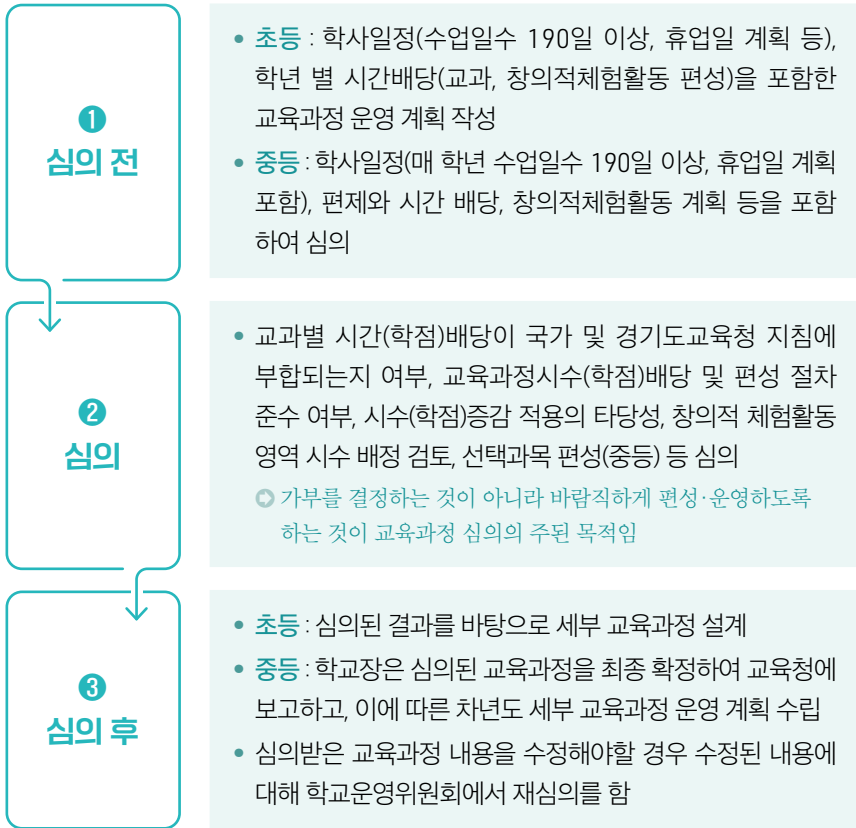 ❶
심의 전
• 초등 : 학사일정(수업일수 190일 이상, 휴업일 계획 등),
학년 별 시간배당(교과, 창의적체험활동 편성)을 포함한
교육과정 운영 계획 작성
• 중등 : 학사일정(매 학년 수업일수 190일 이상, 휴업일 계획
포함), 편제와 시간 배당, 창의적체험활동 계획 등을 포함
하여 심의
❷
심의
• 교과별 시간(학점)배당이 국가 및 경기도교육청 지침에
부합되는지 여부, 교육과정시수(학점)배당 및 편성 절차
준수 여부, 시수(학점)증감 적용의 타당성, 창의적 체험활동
영역 시수 배정 검토, 선택과목 편성(중등) 등 심의
➲ 가부를 결정하는 것이 아니라 바람직하게 편성·운영하도록
하는 것이 교육과정 심의의 주된 목적임
❸
심의 후
• 초등 : 심의된 결과를 바탕으로 세부 교육과정 설계
• 중등 : 학교장은 심의된 교육과정을 최종 확정하여 교육청에
보고하고, 이에 따른 차년도 세부 교육과정 운영 계획 수립
• 심의받은 교육과정 내용을 수정해야할 경우 수정된 내용에
대해 학교운영위원회에서 재심의를 함